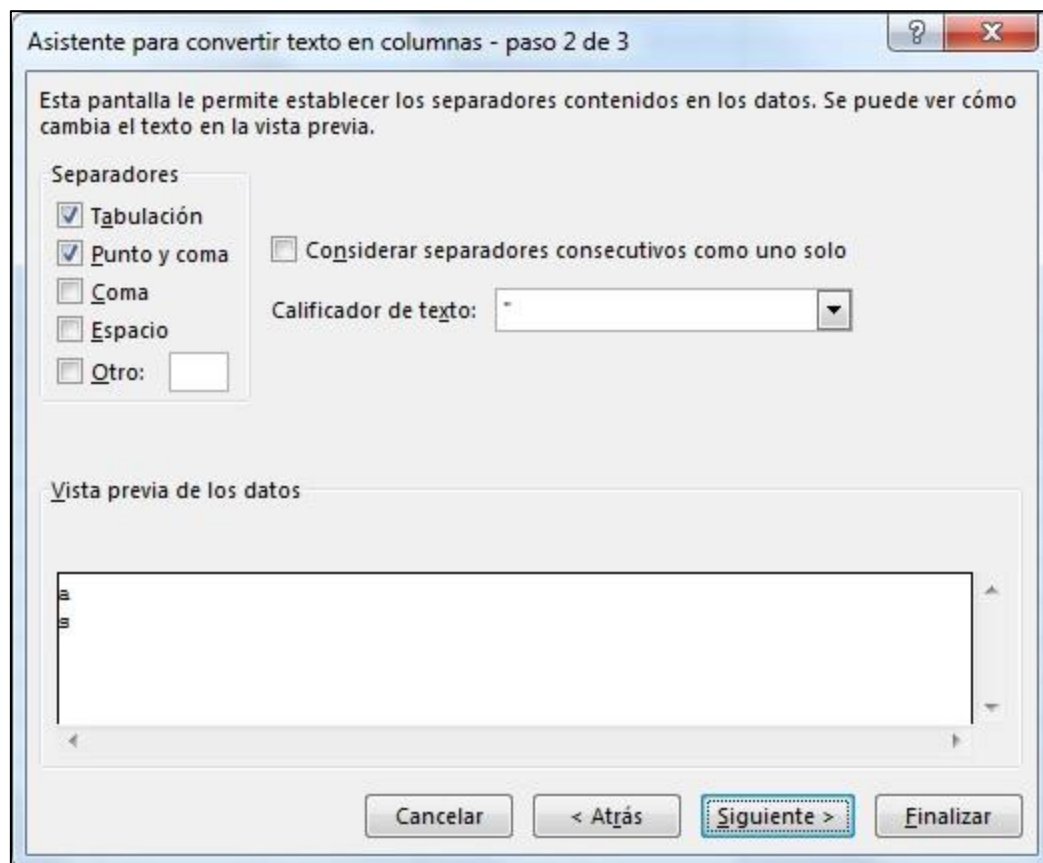 Asistente para convertir texto en columnas - paso 2 de 3
Esta pantalla le permite establecer los separadores contenidos en los datos. Se puede ver cómo
cambia el texto en la vista previa.
Separadores
Tabulación
Punto y coma
Coma
Espacio
Otro:
Considerar separadores consecutivos como uno solo
Calificador de texto: "
Vista previa de los datos
a
s
Cancelar < Atrás Siguiente > Finalizar